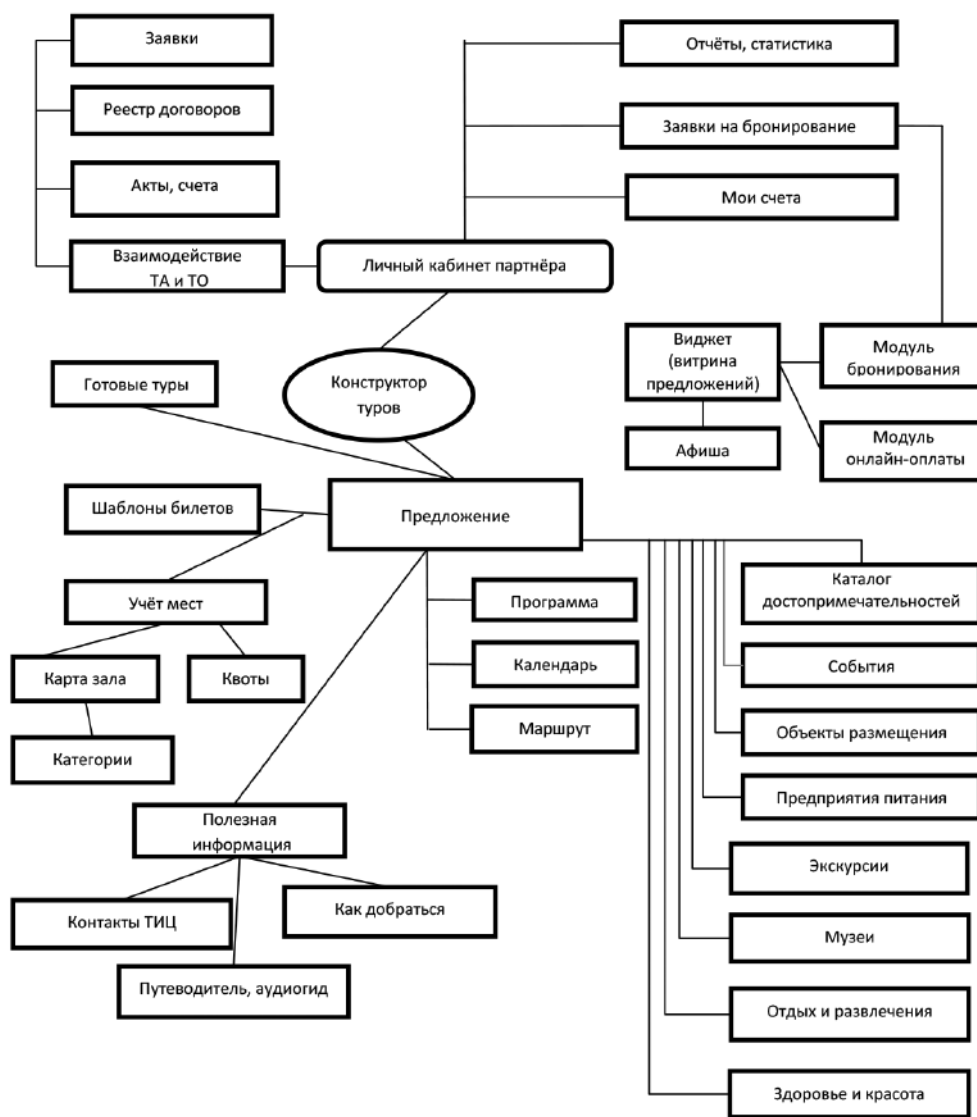 Заявки
Отчёты, статистика
Реестр договоров
Заявки на бронирование
Акты, счета
Мои счета
Взаимодействие
ТА и ТО
Личный кабинет партнёра
Виджет
(витрина
предложений)
Модуль
бронирования
Готовые туры
Конструктор
туров
Афиша
Модуль
онлайн-оплаты
Шаблоны билетов
Предложение
Каталог
достопримечательностей
Учёт мест
Программа
Карта зала
Квоты
Календарь
События
Маршрут
Объекты размещения
Категории
Предприятия питания
Полезная
информация
Экскурсии
Контакты ТИЦ
Как добраться
Музеи
Путеводитель, аудиогид
Отдых и развлечения
Здоровье и красота